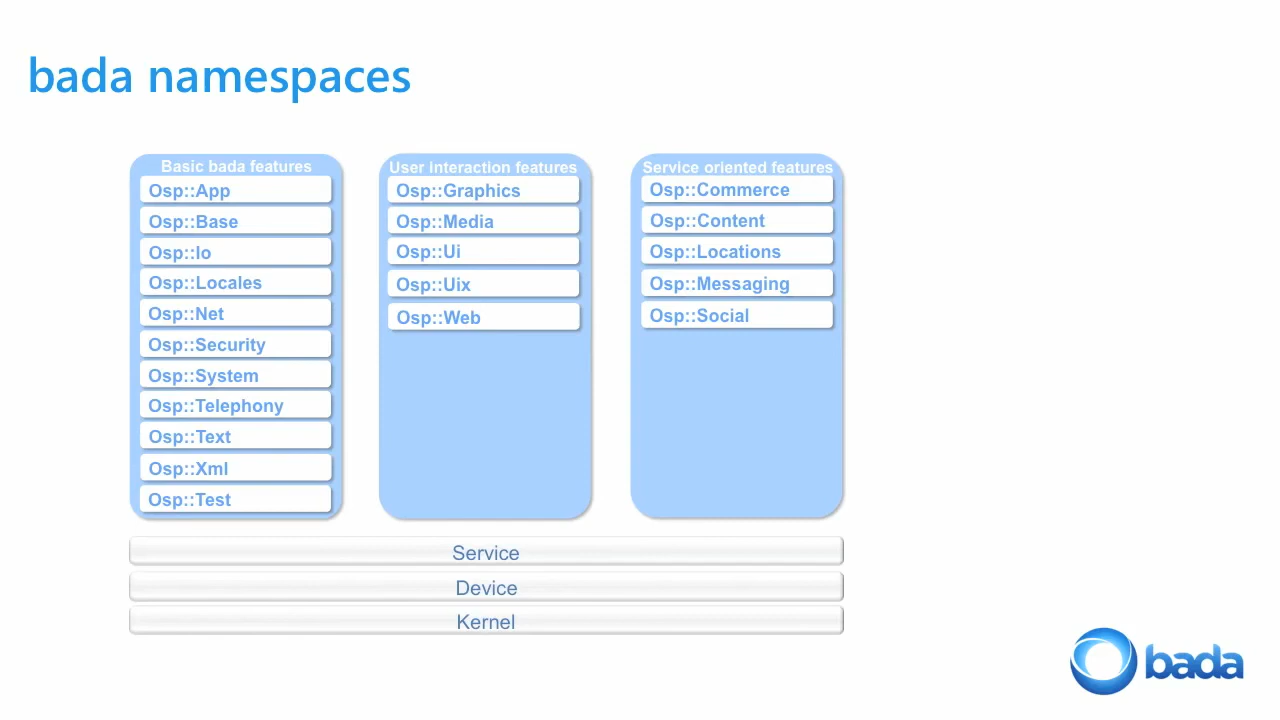 bada namespaces
Basic bada features
Osp::App
Osp::Base
Osp::Io
Osp::Locales
Osp::Net
Osp::Security
Osp::System
Osp::Telephony
Osp::Text
Osp::Xml
Osp::Test
User interaction features
Osp::Graphics
Osp::Media
Osp::Ui
Osp::Uix
Osp::Web
Service oriented features
Osp::Commerce
Osp::Content
Osp::Locations
Osp::Messaging
Osp::Social
Service
Device
Kernel
bada